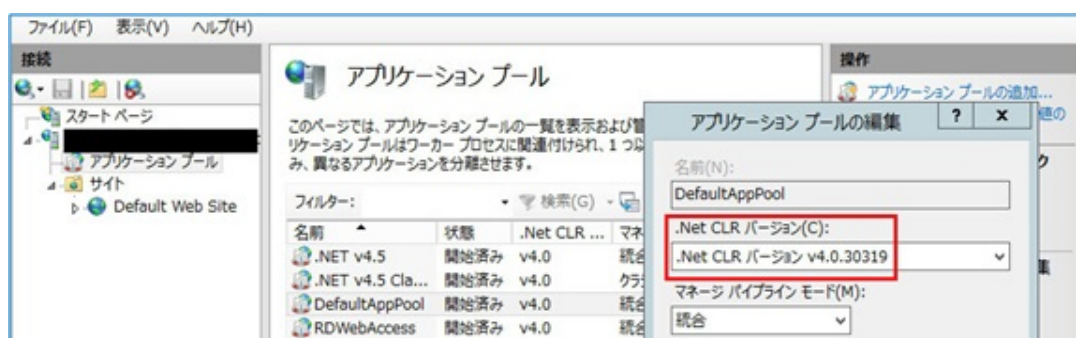 ファイル(F) 表示(V) ヘルプ(H)
接続
スタート ページ
アプリケーション プール
サイト
Default Web Site
アプリケーション プール
このページでは、アプリケーション プールの一覧を表示および管
リケーション プールはワーカー プロセスに関連付けられ、1 つ以
み、異なるアプリケーションを分離させます。
フィルター: 検索(G)
名前 状態 .Net CLR ... マネ
.NET v4.5 開始済み v4.0 統合
.NET v4.5 Cla... 開始済み v4.0 クラシ
DefaultAppPool 開始済み v4.0 統合
RDWebAccess 開始済み v4.0 統合
操作
アプリケーション プールの追加...
値の
ク
集
アプリケーション プールの編集 ? x
名前(N):
DefaultAppPool
.Net CLR バージョン(C):
.Net CLR バージョン v4.0.30319
マネージ パイプライン モード(M):
統合